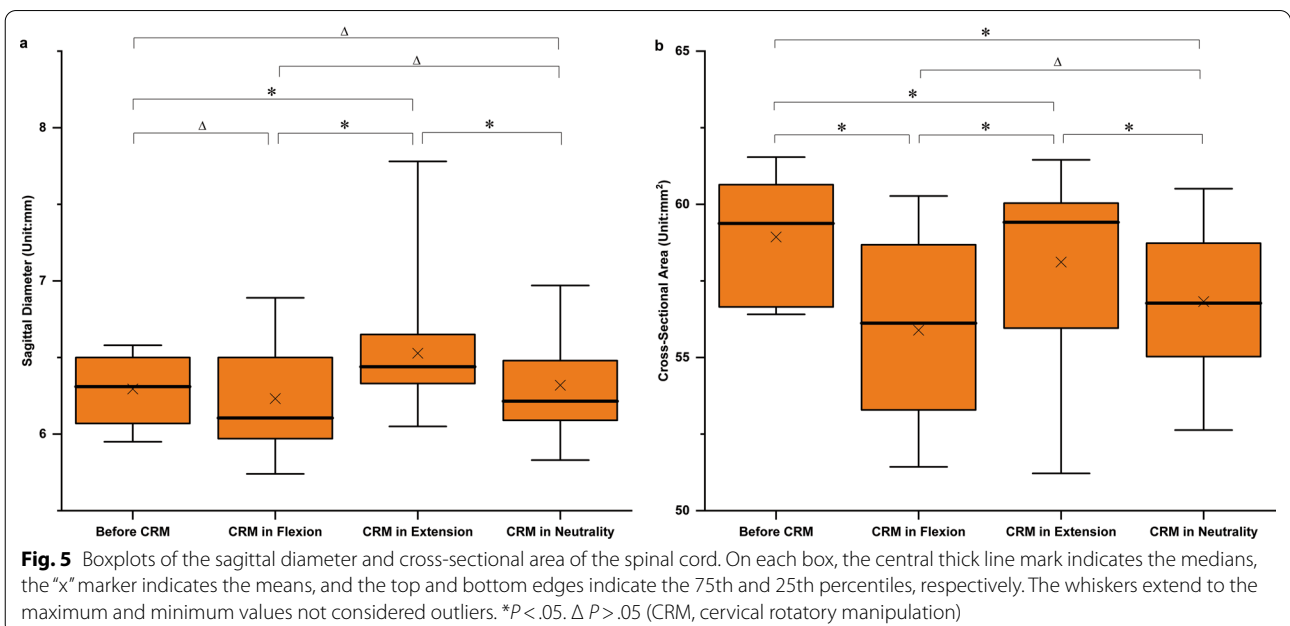 a
Δ
Δ
*
Δ
*
*
8
7
6
Sagittal Diameter (Unit:mm)
Before CRM
CRM in Flexion
CRM in Extension
CRM in Neutrality
b
*
Δ
*
*
*
*
65
60
55
50
Cross-Sectional Area (Unit:mm²)
Before CRM
CRM in Flexion
CRM in Extension
CRM in Neutrality
Fig. 5 Boxplots of the sagittal diameter and cross-sectional area of the spinal cord. On each box, the central thick line mark indicates the medians,
the “x” marker indicates the means, and the top and bottom edges indicate the 75th and 25th percentiles, respectively. The whiskers extend to the
maximum and minimum values not considered outliers. *P < .05. Δ P > .05 (CRM, cervical rotatory manipulation)